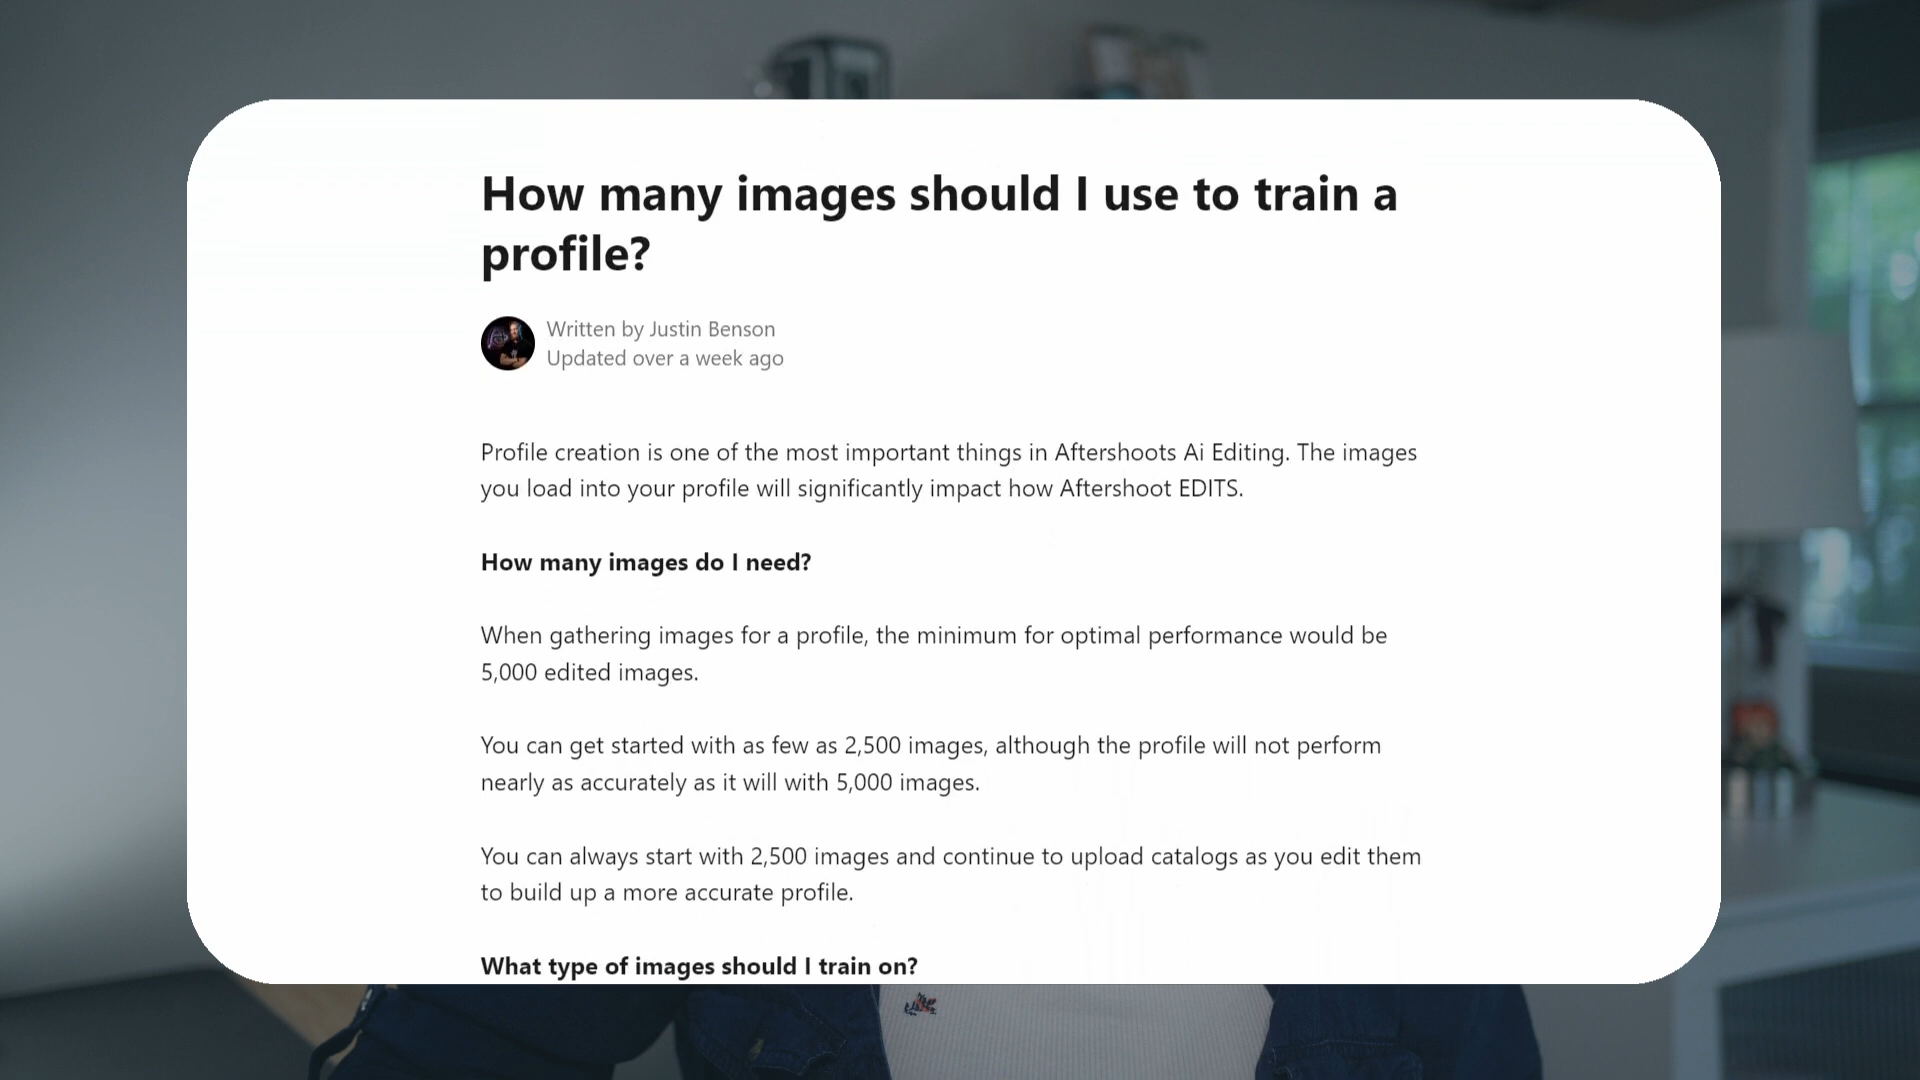 How many images should I use to train a
profile?
Written by Justin Benson
Updated over a week ago
Profile creation is one of the most important things in Aftershoots Ai Editing. The images
you load into your profile will significantly impact how Aftershoot EDITS.
How many images do I need?
When gathering images for a profile, the minimum for optimal performance would be
5,000 edited images.
You can get started with as few as 2,500 images, although the profile will not perform
nearly as accurately as it will with 5,000 images.
You can always start with 2,500 images and continue to upload catalogs as you edit them
to build up a more accurate profile.
What type of images should I train on?